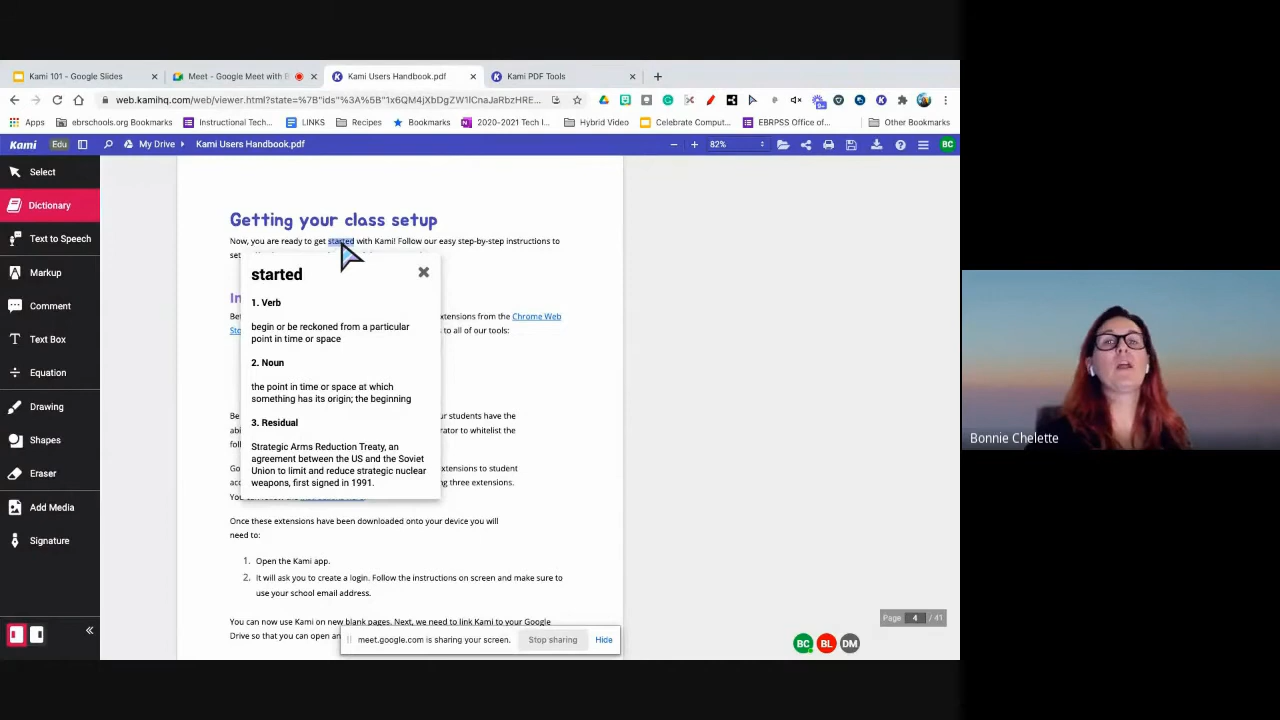 Kami 101 - Google Slides
Meet - Google Meet with B
Kami Users Handbook.pdf
Kami PDF Tools
web.kamihq.com/web/viewer.html?state=%7B"ids"%3A%5B"1x6QM4jXbDgZW1lCnaJaRbzHRE...
Apps
ebrschools.org Bookmarks
Instructional Tech...
LINKS
Recipes
Bookmarks
2020-2021 Tech I...
Hybrid Video
Celebrate Comput...
EBRPSS Office of...
Other Bookmarks
Kami Edu My Drive Kami Users Handbook.pdf 82% BC
Select
Dictionary
Text to Speech
Markup
Comment
Text Box
Equation
Drawing
Shapes
Eraser
Add Media
Signature
Getting your class setup
Now, you are ready to get started with Kami! Follow our easy step-by-step instructions to
started
1. Verb
begin or be reckoned from a particular
point in time or space
2. Noun
the point in time or space at which
something has its origin; the beginning
3. Residual
Strategic Arms Reduction Treaty, an
agreement between the US and the Soviet
Union to limit and reduce strategic nuclear
weapons, first signed in 1991.
extensions from the Chrome Web
to all of our tools:
ur students have the
rator to whitelist the
extensions to student
ng three extensions.
Once these extensions have been downloaded onto your device you will
need to:
1. Open the Kami app.
2. It will ask you to create a login. Follow the instructions on screen and make sure to
use your school email address.
You can now use Kami on new blank pages. Next, we need to link Kami to your Google
Drive so that you can open an
meet.google.com is sharing your screen. Stop sharing Hide
Page 4 / 41
BC BL DM
Bonnie Chelette